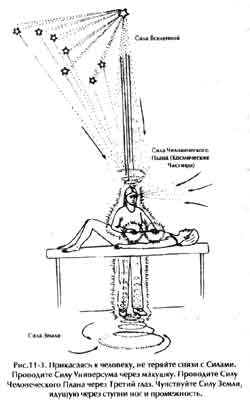 Сила Вселенной
Сила Человеческого
Плана (Космические
Частицы)
Сила Земли
Рис.11-3. Прикасаясь к человеку, не теряйте связи с Силами.
Проводите Силу Универсума через макушку. Проводите Силу
Человеческого Плана через Третий глаз. Чувствуйте Силу Земли,
идущую через ступни ног и промежность.